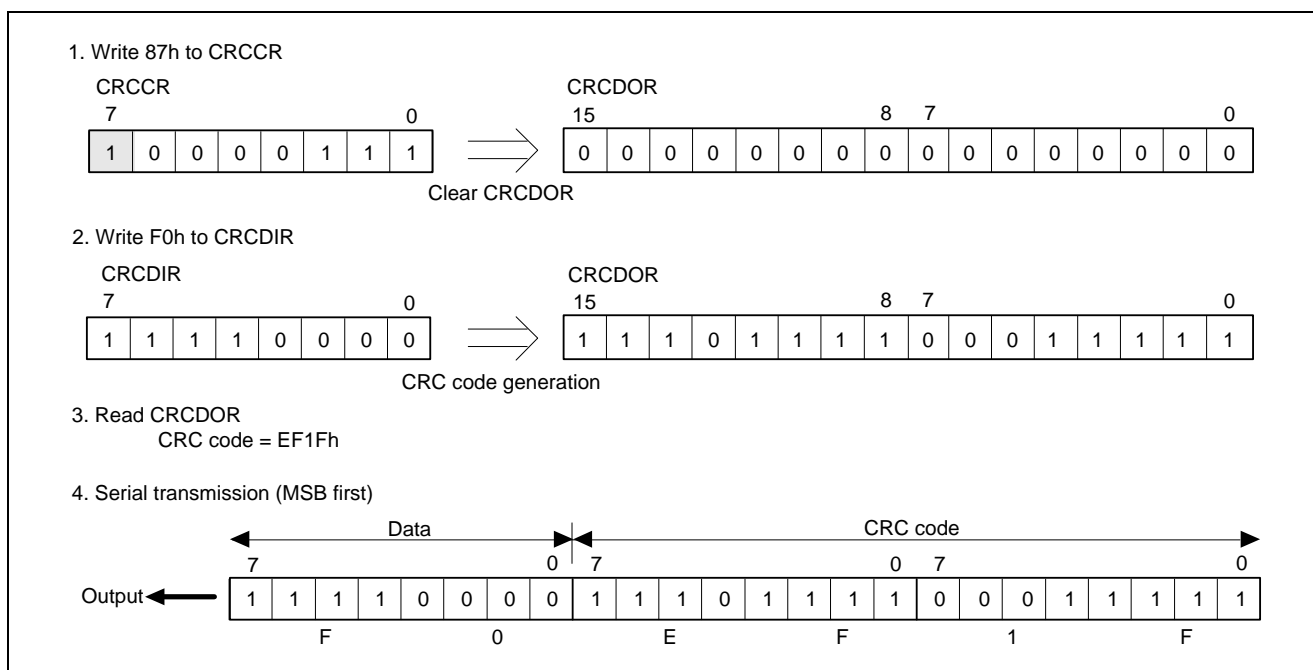 1. Write 87h to CRCCR
CRCCR CRCDOR
7 0 15 8 7 0
1 0 0 0 0 1 1 1 0 0 0 0 0 0 0 0 0 0 0 0 0 0 0 0
Clear CRCDOR
2. Write F0h to CRCDIR
CRCDIR CRCDOR
7 0 15 8 7 0
1 1 1 1 0 0 0 0 1 1 1 0 1 1 1 1 0 0 0 1 1 1 1 1
CRC code generation
3. Read CRCDOR
CRC code = EF1Fh
4. Serial transmission (MSB first)
Data CRC code
7 0 7 0 7 0
Output 1 1 1 1 0 0 0 0 1 1 1 0 1 1 1 1 0 0 0 1 1 1 1 1
F 0 E F 1 F